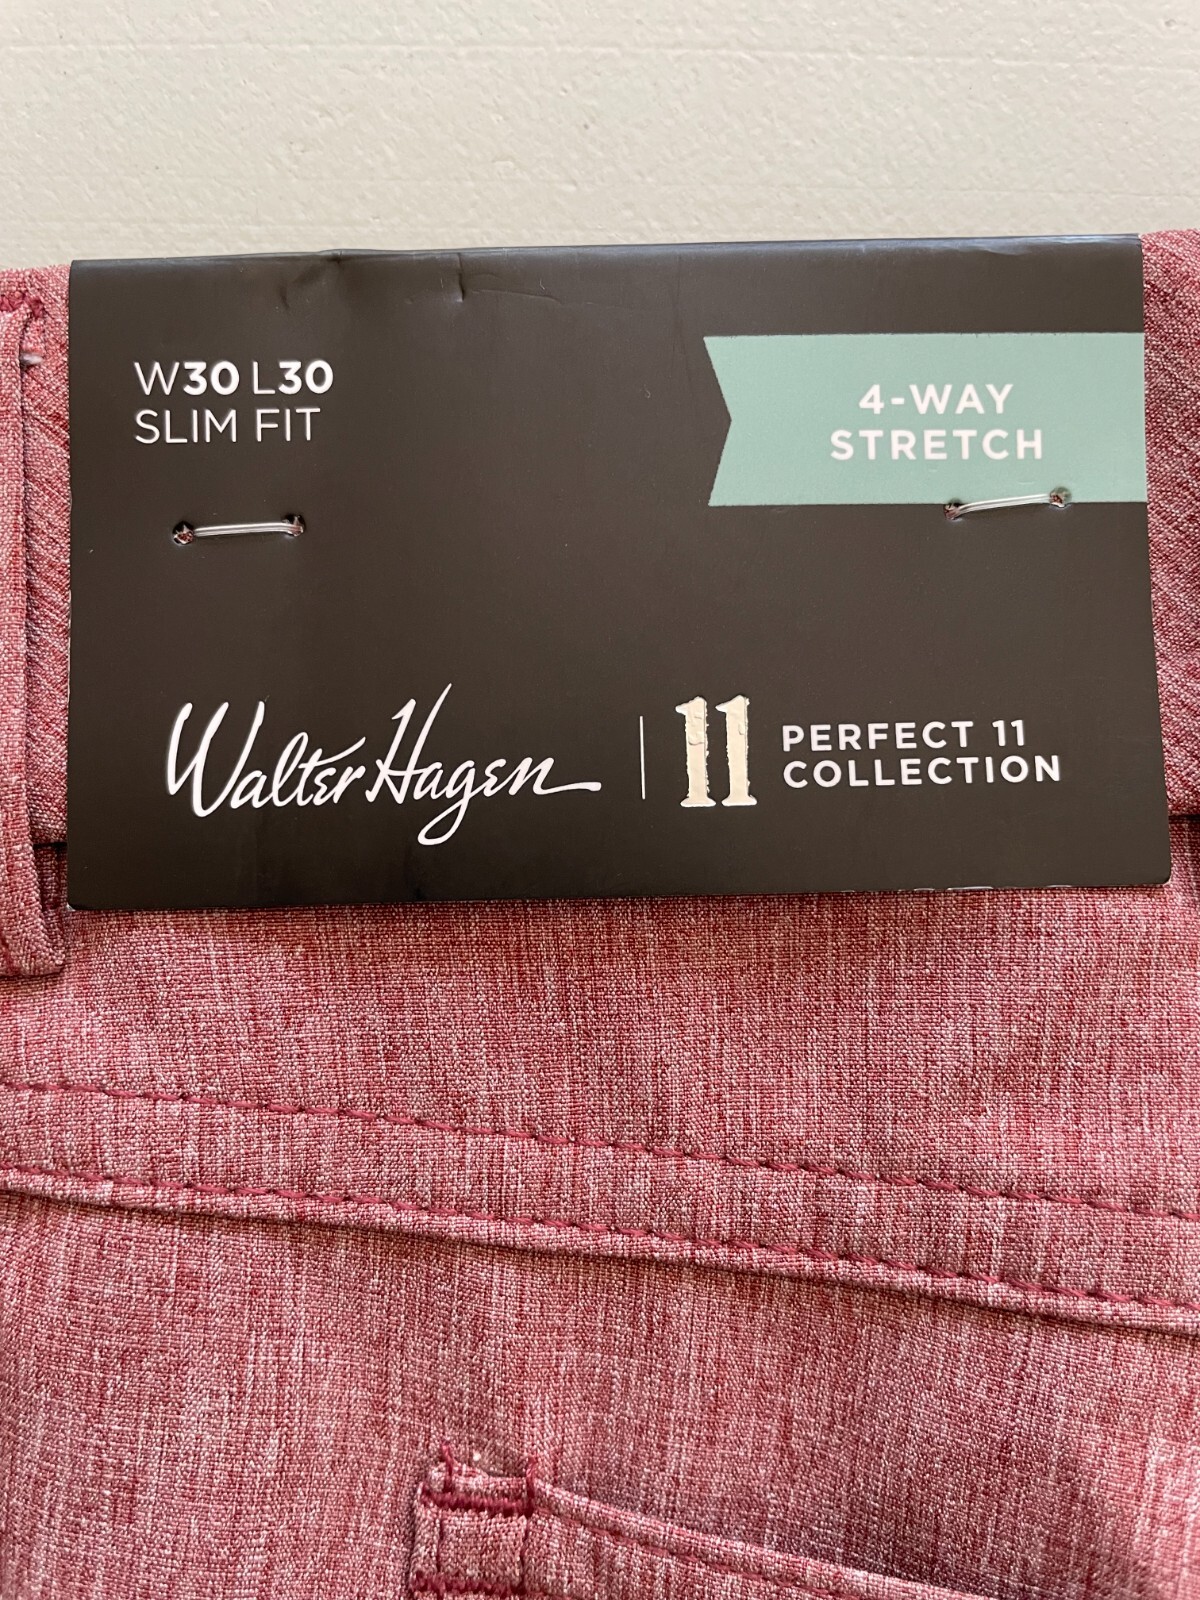 W30 L30
SLIM FIT
4-WAY
STRETCH
Walter Hagen
11
PERFECT 11
COLLECTION